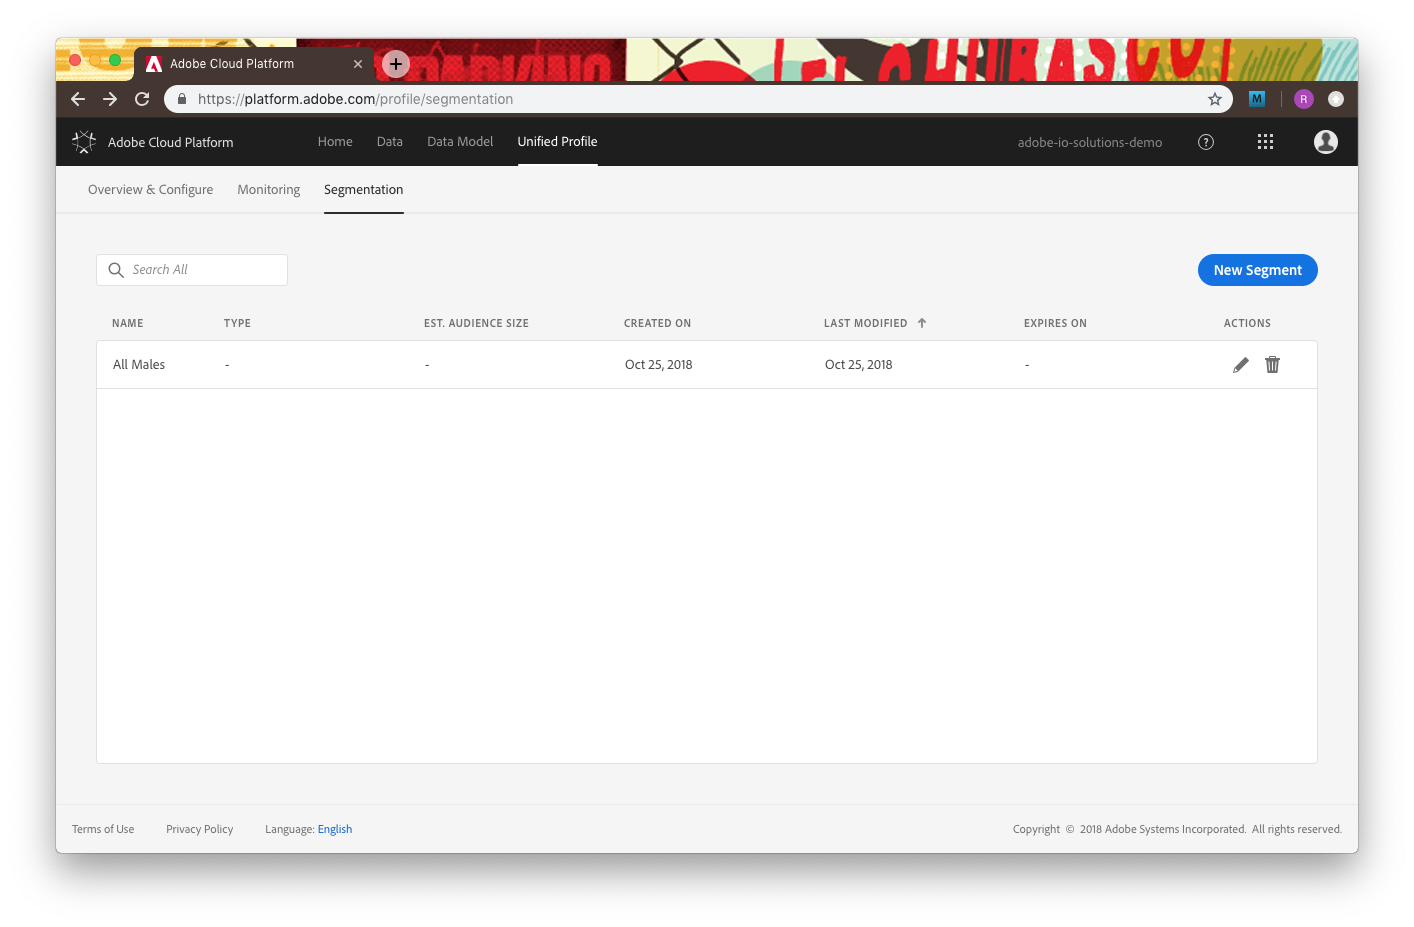 Adobe Cloud Platform
https://platform.adobe.com/profile/segmentation
M
R
Adobe Cloud Platform
Home
Data
Data Model
Unified Profile
adobe-io-solutions-demo
?
Overview & Configure
Monitoring
Segmentation
Search All
New Segment
NAME
TYPE
EST. AUDIENCE SIZE
CREATED ON
LAST MODIFIED
EXPIRES ON
ACTIONS
All Males
-
-
Oct 25, 2018
Oct 25, 2018
-
Terms of Use
Privacy Policy
Language: English
Copyright © 2018 Adobe Systems Incorporated. All rights reserved.